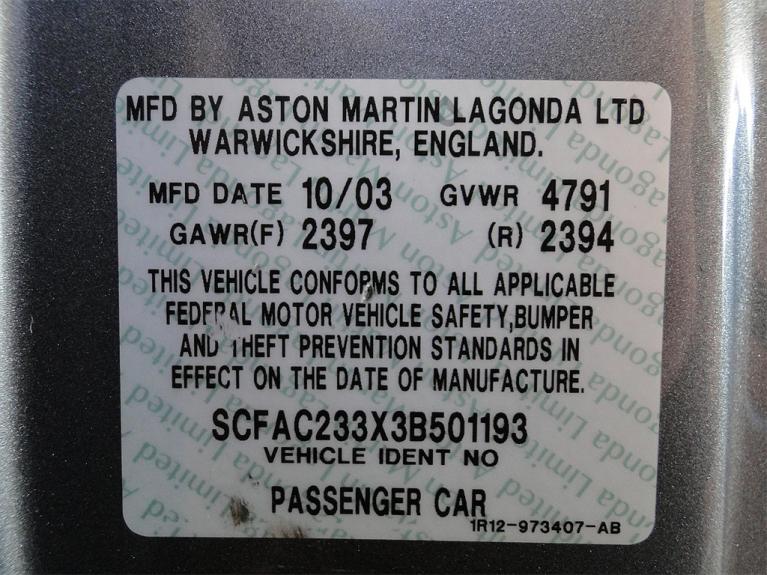 MFD BY ASTON MARTIN LAGONDA LTD
WARWICKSHIRE, ENGLAND.
MFD DATE 10/03 GVWR 4791
GAWR(F) 2397 (R) 2394
THIS VEHICLE CONFORMS TO ALL APPLICABLE
FEDERAL MOTOR VEHICLE SAFETY,BUMPER
AND THEFT PREVENTION STANDARDS IN
EFFECT ON THE DATE OF MANUFACTURE.
SCFAC233X3B501193
VEHICLE IDENT NO
PASSENGER CAR
1R12-973407-AB